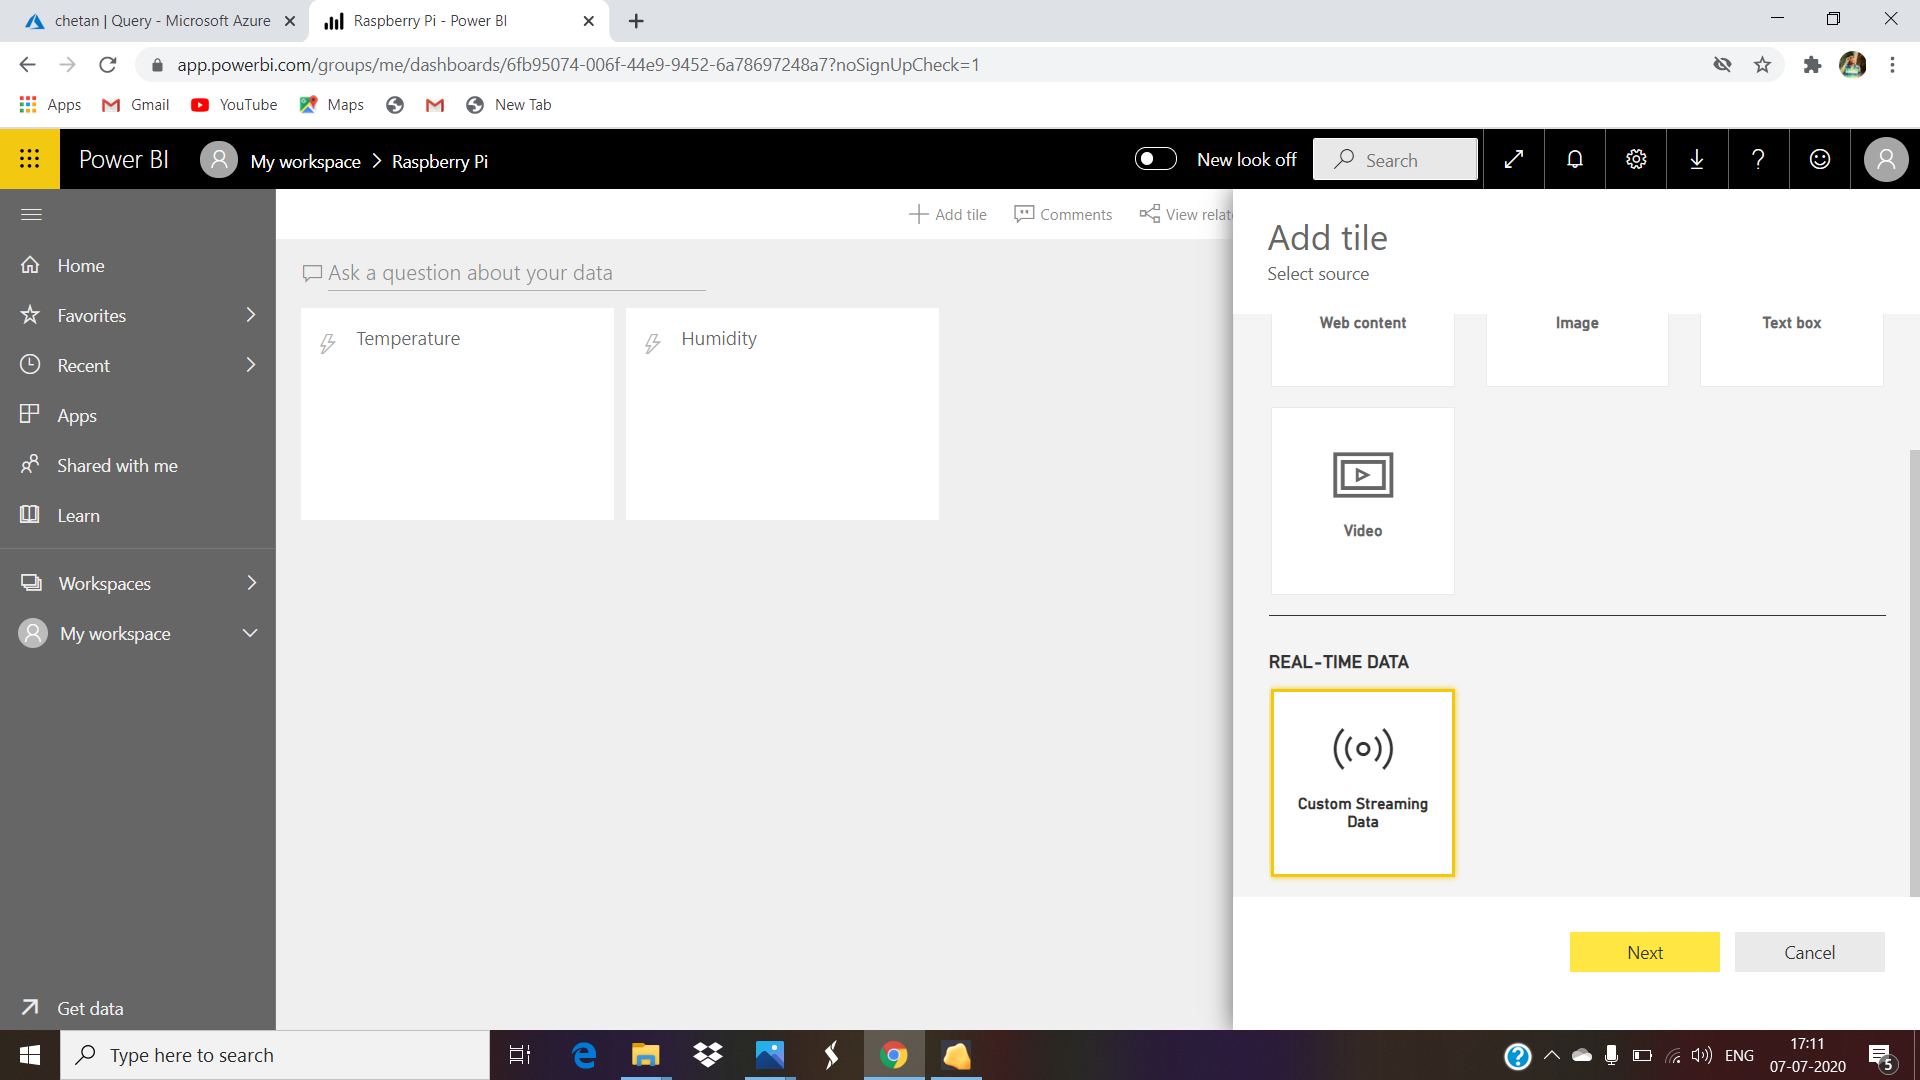 chetan | Query - Microsoft Azure
Raspberry Pi - Power BI
app.powerbi.com/groups/me/dashboards/6fb95074-006f-44e9-9452-6a78697248a7?noSignUpCheck=1
Apps Gmail YouTube Maps New Tab
Power BI My workspace > Raspberry Pi New look off Search
Add tile Comments View relat
Home
Favorites
Recent
Apps
Shared with me
Learn
Workspaces
My workspace
Get data
Ask a question about your data
Temperature
Humidity
Add tile
Select source
Web content Image Text box
Video
REAL-TIME DATA
Custom Streaming
Data
Next Cancel
Type here to search
ENG
17:11
07-07-2020
5